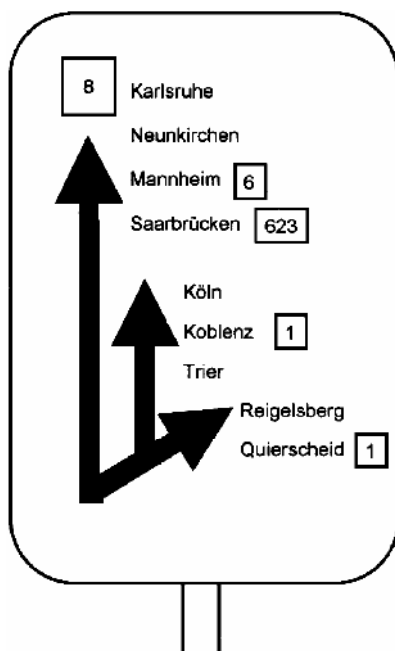 8 Karlsruhe
Neunkirchen
Mannheim 6
Saarbrücken 623
Köln
Koblenz 1
Trier
Reigelsberg
Quierscheid 1